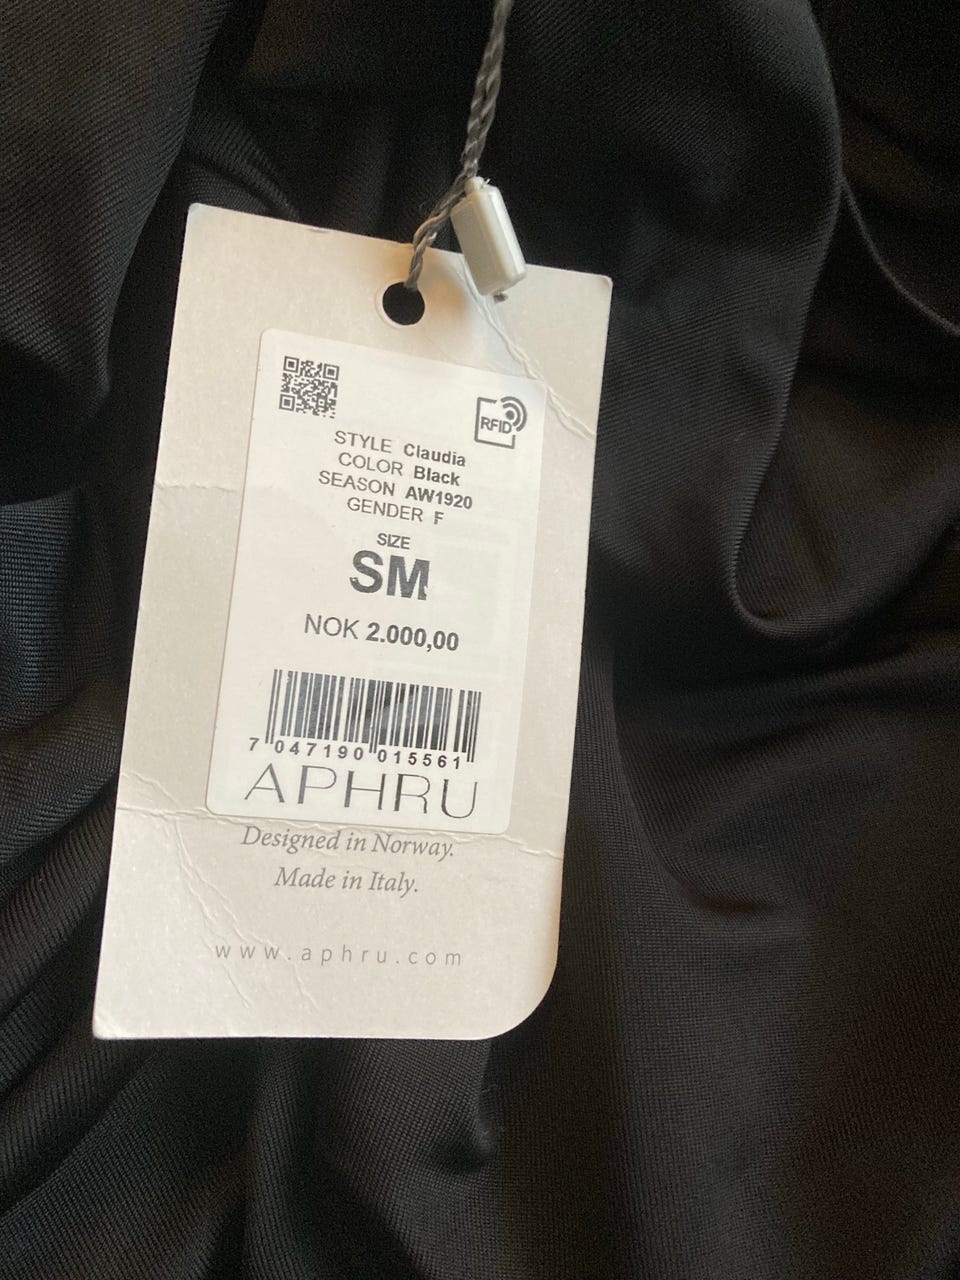 RFID
STYLE Claudia
COLOR Black
SEASON AW1920
GENDER F
SIZE
SM
NOK 2.000,00
7 047190 015561
APHRU
Designed in Norway.
Made in Italy.
www.aphru.com